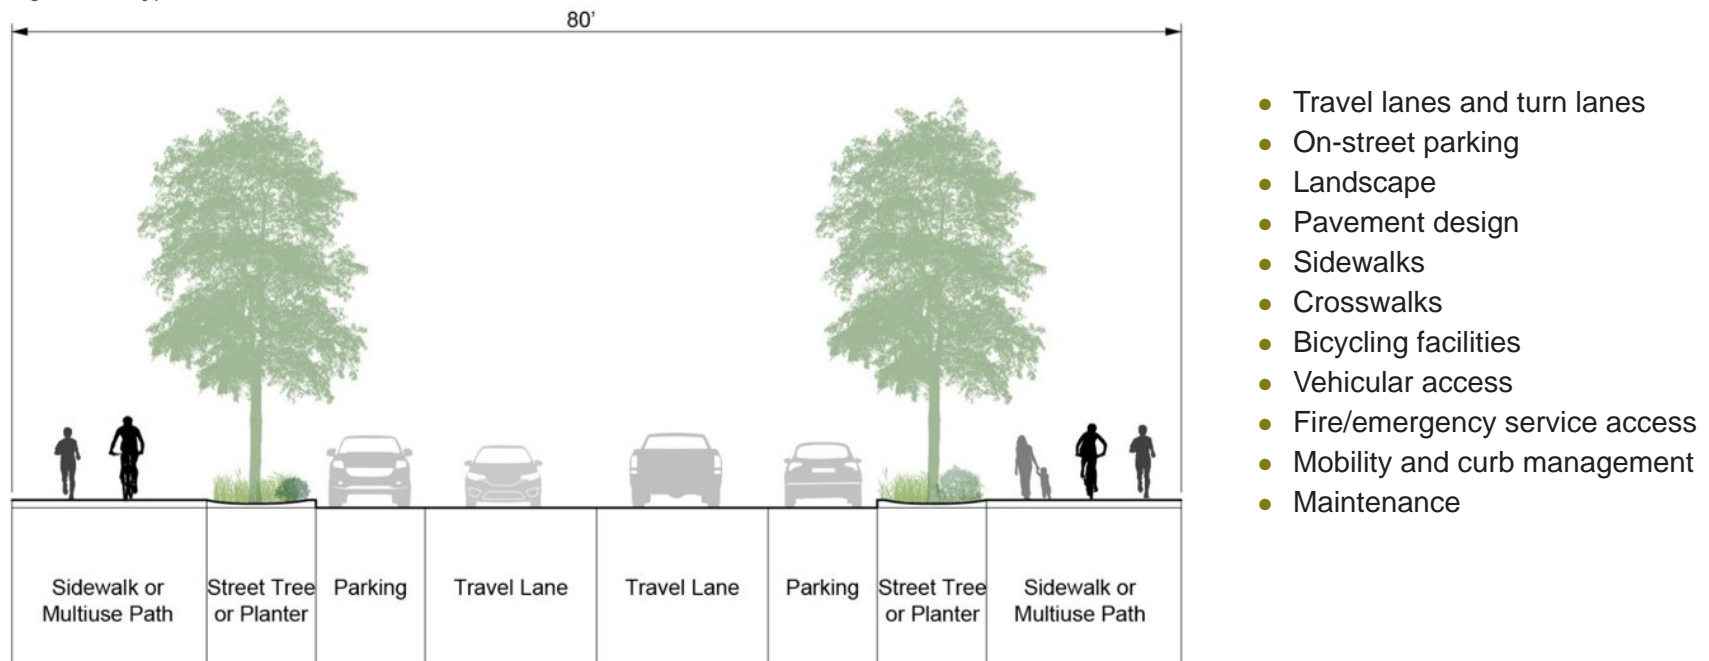 80'
Travel lanes and turn lanes
On-street parking
Landscape
Pavement design
Sidewalks
Crosswalks
Bicycling facilities
Vehicular access
Fire/emergency service access
Mobility and curb management
Maintenance
Sidewalk or
Multiuse Path
Street Tree
or Planter
Parking
Travel Lane
Travel Lane
Parking
Street Tree
or Planter
Sidewalk or
Multiuse Path